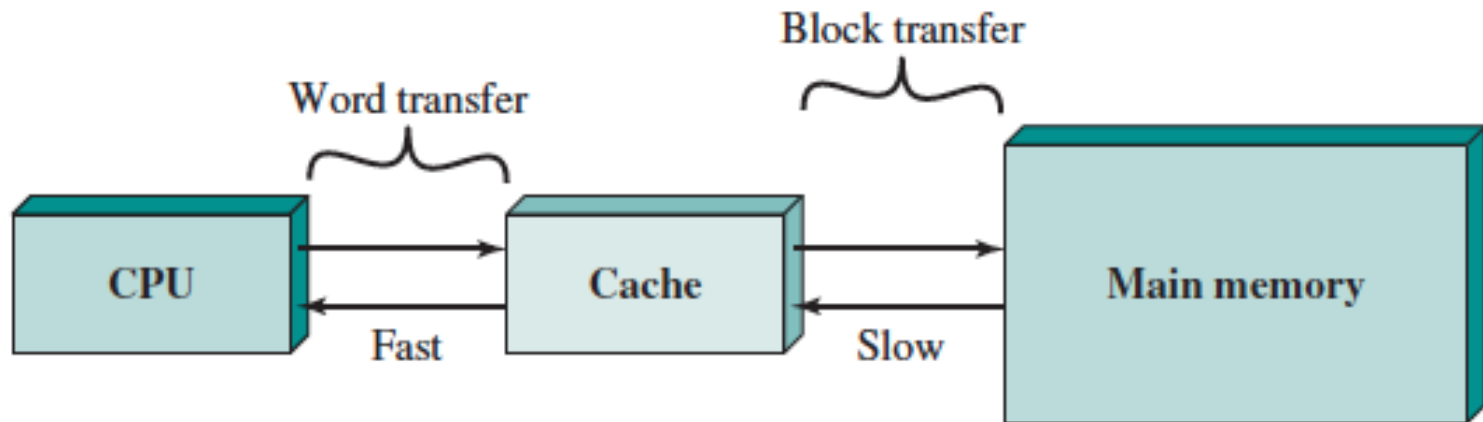 Block transfer
Word transfer
CPU
Cache
Main memory
Fast
Slow